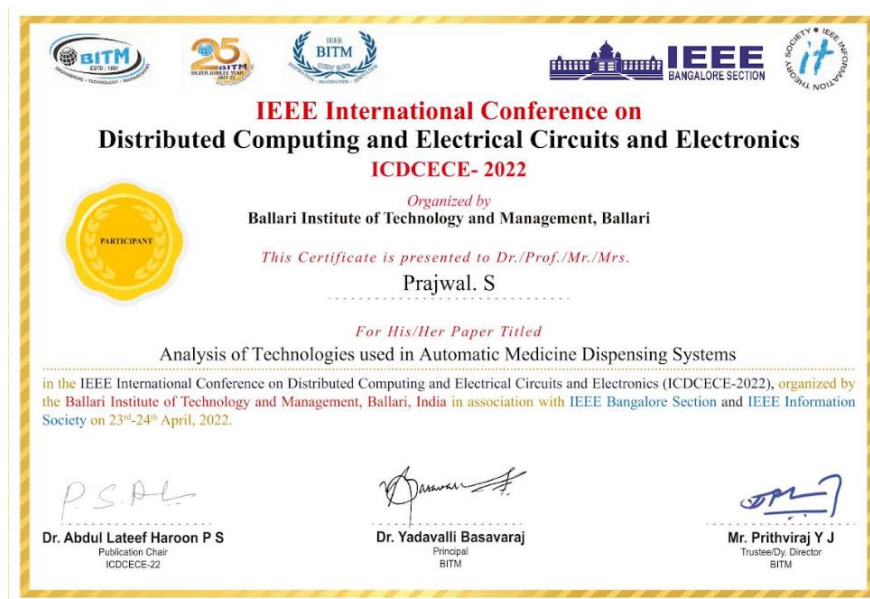 BITM
ESTD : 1997
ENGINEERING - TECHNOLOGY - MANAGEMENT
25
BITM
SILVER JUBILEE YEAR
IEEE
BITM
STUDENT BRANCH
IEEE
BANGALORE SECTION
SOCIETY • IEEE INFORMATION THEORY
it
IEEE International Conference on
Distributed Computing and Electrical Circuits and Electronics
ICDCECE- 2022
Organized by
Ballari Institute of Technology and Management, Ballari
PARTICIPANT
This Certificate is presented to Dr./Prof./Mr./Mrs.
Prajwal. S
For His/Her Paper Titled
Analysis of Technologies used in Automatic Medicine Dispensing Systems
in the IEEE International Conference on Distributed Computing and Electrical Circuits and Electronics (ICDCECE-2022), organized by
the Ballari Institute of Technology and Management, Ballari, India in association with IEEE Bangalore Section and IEEE Information
Society on 23rd-24th April, 2022.
P.S.
Dr. Abdul Lateef Haroon P S
Publication Chair
ICDCECE-22
Dr. Yadavalli Basavaraj
Principal
BITM
Mr. Prithviraj Y J
Trustee/Dy. Director
BITM